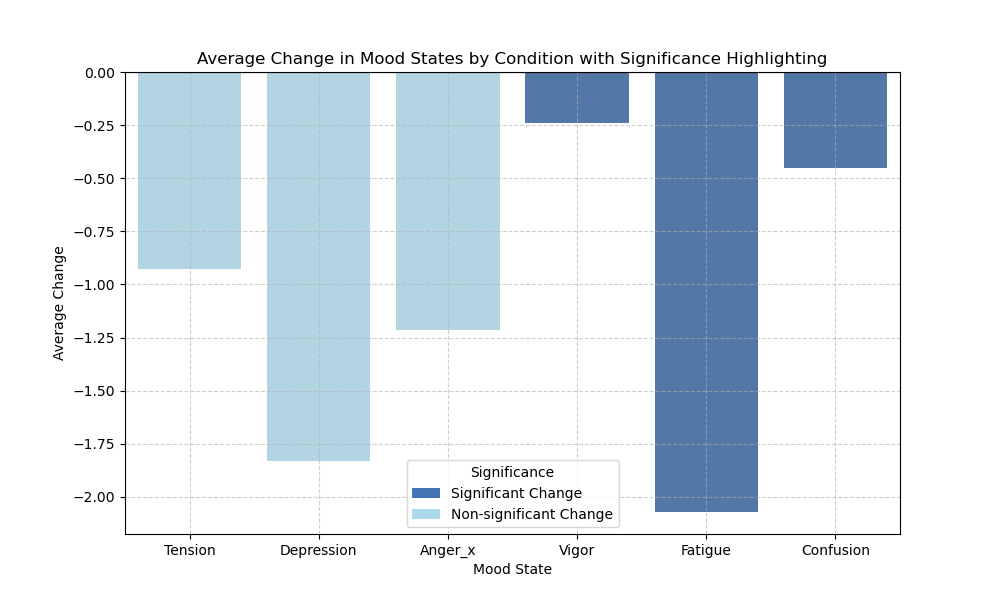 Average Change in Mood States by Condition with Significance Highlighting
Average Change
0.00
−0.25
−0.50
−0.75
−1.00
−1.25
−1.50
−1.75
−2.00
Significance
Significant Change
Non-significant Change
Tension Depression Anger_x Vigor Fatigue Confusion
Mood State